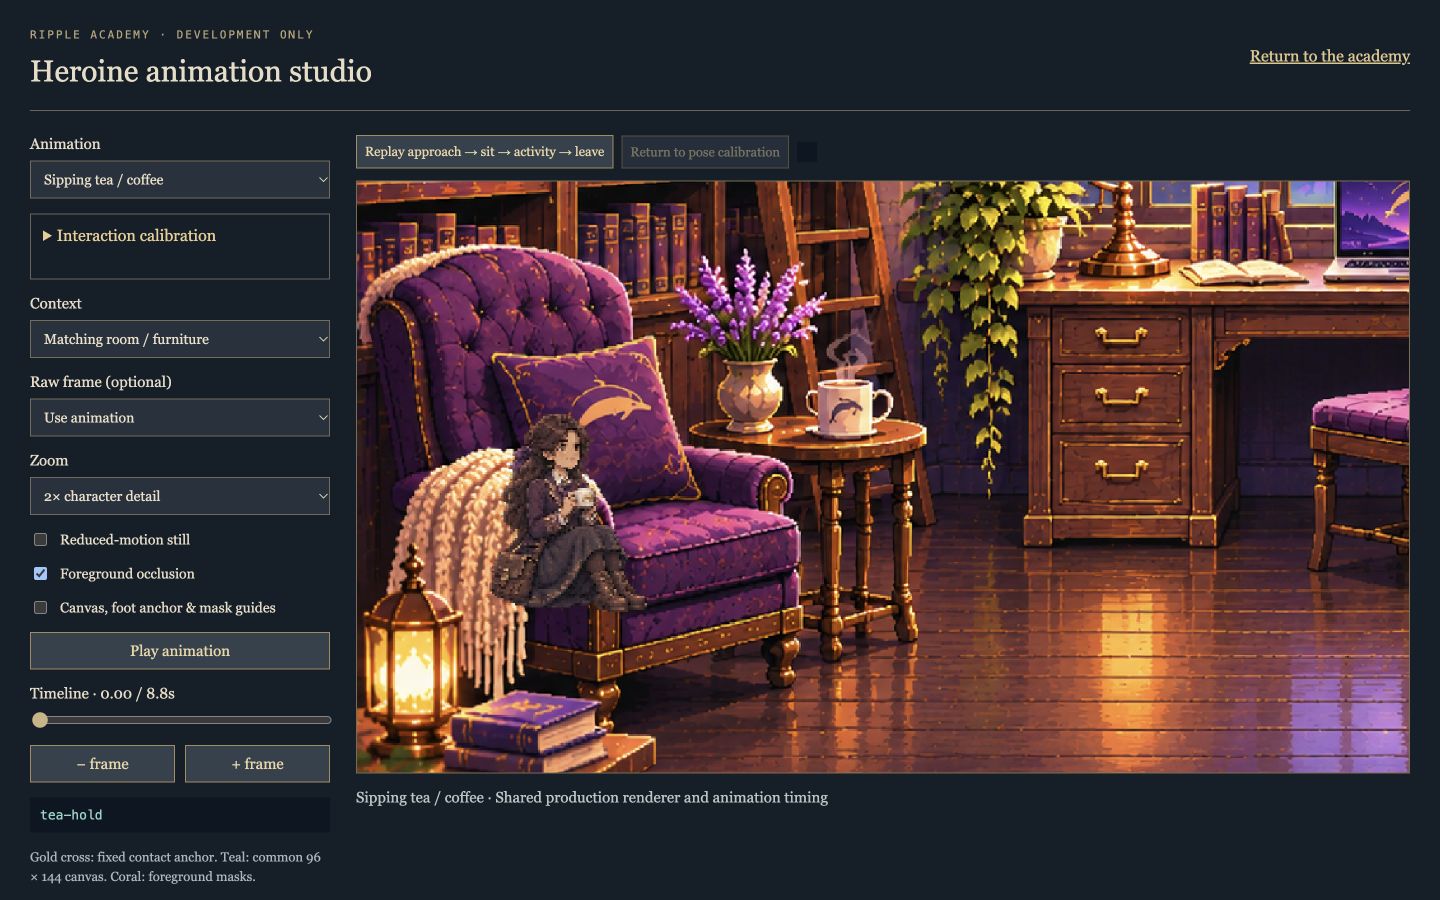 RIPPLE ACADEMY · DEVELOPMENT ONLY
Heroine animation studio
Return to the academy
Animation
Sipping tea / coffee
▶ Interaction calibration
Context
Matching room / furniture
Raw frame (optional)
Use animation
Zoom
2× character detail
Reduced-motion still
Foreground occlusion
Canvas, foot anchor & mask guides
Play animation
Timeline · 0.00 / 8.8s
− frame
+ frame
tea-hold
Gold cross: fixed contact anchor. Teal: common 96
× 144 canvas. Coral: foreground masks.
Replay approach → sit → activity → leave
Return to pose calibration
Sipping tea / coffee · Shared production renderer and animation timing